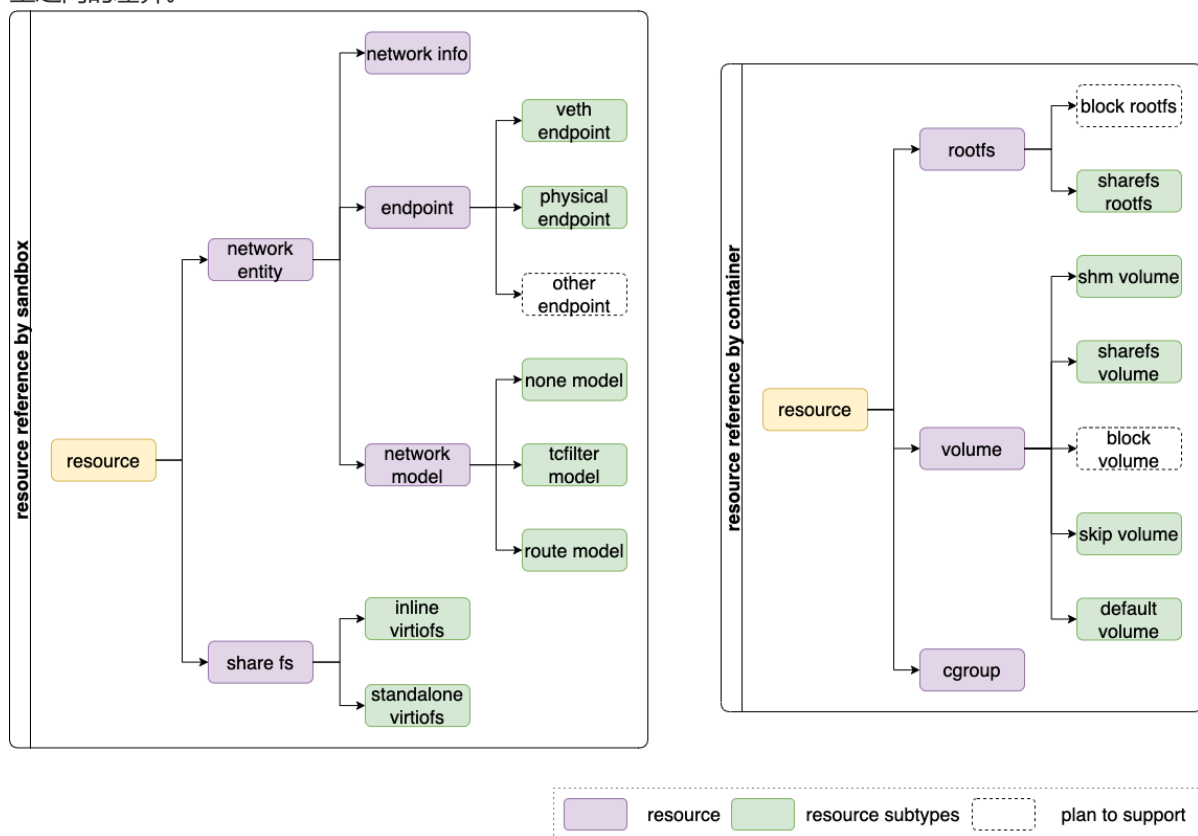 resource reference by sandbox
resource
network
entity
share fs
network info
endpoint
network
model
inline
virtiofs
standalone
virtiofs
veth
endpoint
physical
endpoint
other
endpoint
none model
tcfilter
model
route model
resource reference by container
resource
rootfs
volume
cgroup
block rootfs
sharefs
rootfs
shm volume
sharefs
volume
block
volume
skip volume
default
volume
resource
resource subtypes
plan to support